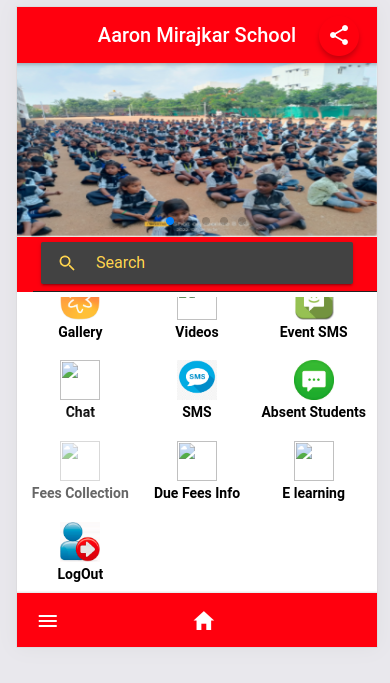 Aaron Mirajkar School
Search
Gallery Videos Event SMS
Chat SMS Absent Students
SMS
Fees Collection Due Fees Info E learning
LogOut